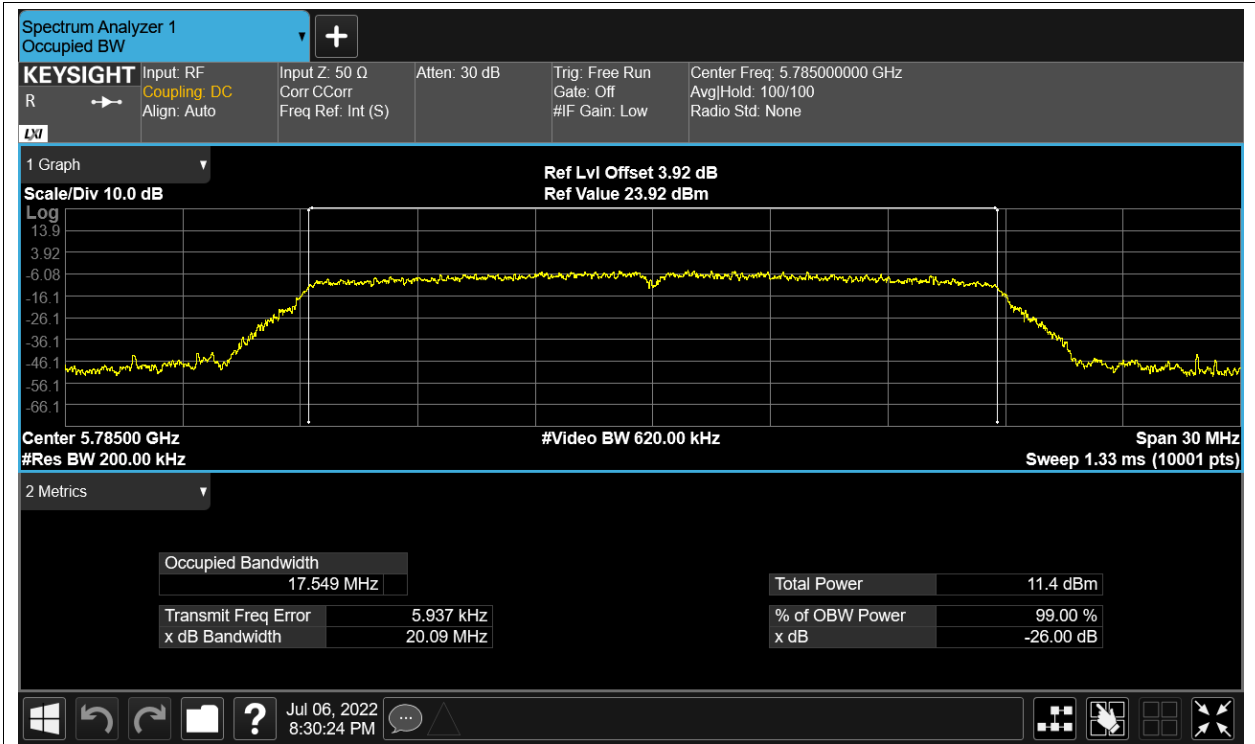 Spectrum Analyzer 1
Occupied BW
KEYSIGHT
R
LXI
Input: RF
Coupling: DC
Align: Auto
Input Z: 50 Ω
Corr CCorr
Freq Ref: Int (S)
Atten: 30 dB
Trig: Free Run
Gate: Off
#IF Gain: Low
Center Freq: 5.785000000 GHz
Avg|Hold: 100/100
Radio Std: None
1 Graph
Scale/Div 10.0 dB
Ref Lvl Offset 3.92 dB
Ref Value 23.92 dBm
Log
13.9
3.92
-6.08
-16.1
-26.1
-36.1
-46.1
-56.1
-66.1
Center 5.78500 GHz
#Video BW 620.00 kHz
Span 30 MHz
#Res BW 200.00 kHz
Sweep 1.33 ms (10001 pts)
2 Metrics
Occupied Bandwidth
17.549 MHz
Transmit Freq Error 5.937 kHz
x dB Bandwidth 20.09 MHz
Total Power 11.4 dBm
% of OBW Power 99.00 %
x dB -26.00 dB
?
Jul 06, 2022
8:30:24 PM